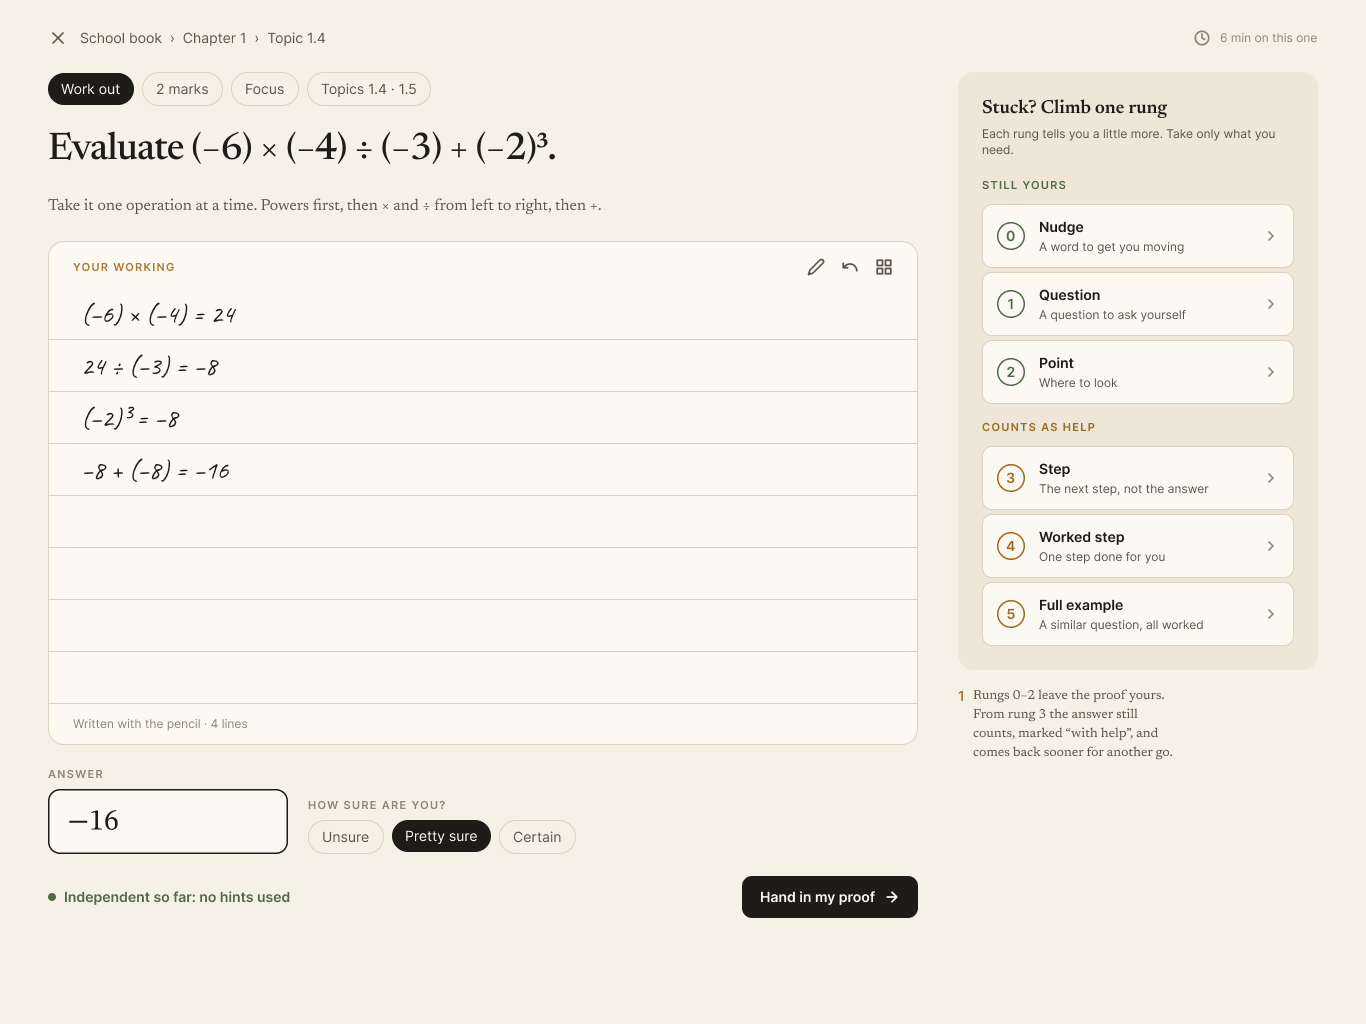 School book › Chapter 1 › Topic 1.4
6 min on this one
Work out
2 marks
Focus
Topics 1.4 · 1.5
Evaluate (−6) × (−4) ÷ (−3) + (−2)³.
Take it one operation at a time. Powers first, then × and ÷ from left to right, then +.
YOUR WORKING
(−6) × (−4) = 24
24 ÷ (−3) = −8
(−2)³ = −8
−8 + (−8) = −16
Written with the pencil · 4 lines
ANSWER
−16
HOW SURE ARE YOU?
Unsure
Pretty sure
Certain
Independent so far: no hints used
Hand in my proof →
Stuck? Climb one rung
Each rung tells you a little more. Take only what you
need.
STILL YOURS
0
Nudge
A word to get you moving
1
Question
A question to ask yourself
2
Point
Where to look
COUNTS AS HELP
3
Step
The next step, not the answer
4
Worked step
One step done for you
5
Full example
A similar question, all worked
1 Rungs 0–2 leave the proof yours.
From rung 3 the answer still
counts, marked “with help”, and
comes back sooner for another go.